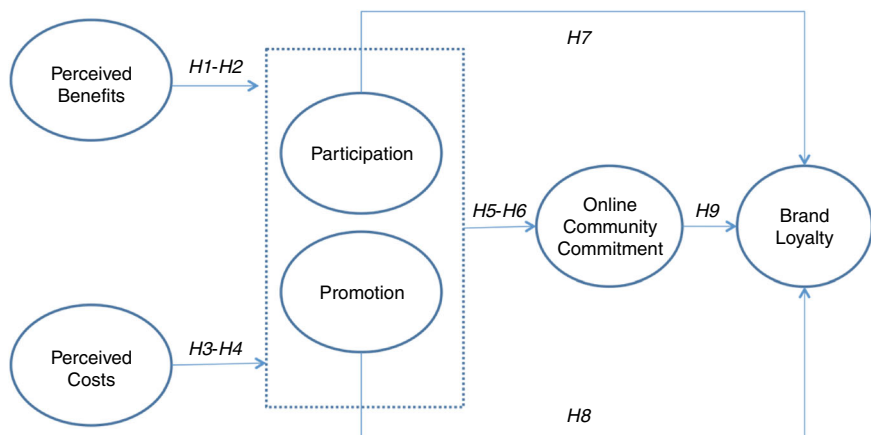 H7
Perceived
Benefits
H1-H2
Participation
H5-H6
Online
Community
Commitment
H9
Brand
Loyalty
Promotion
Perceived
Costs
H3-H4
H8